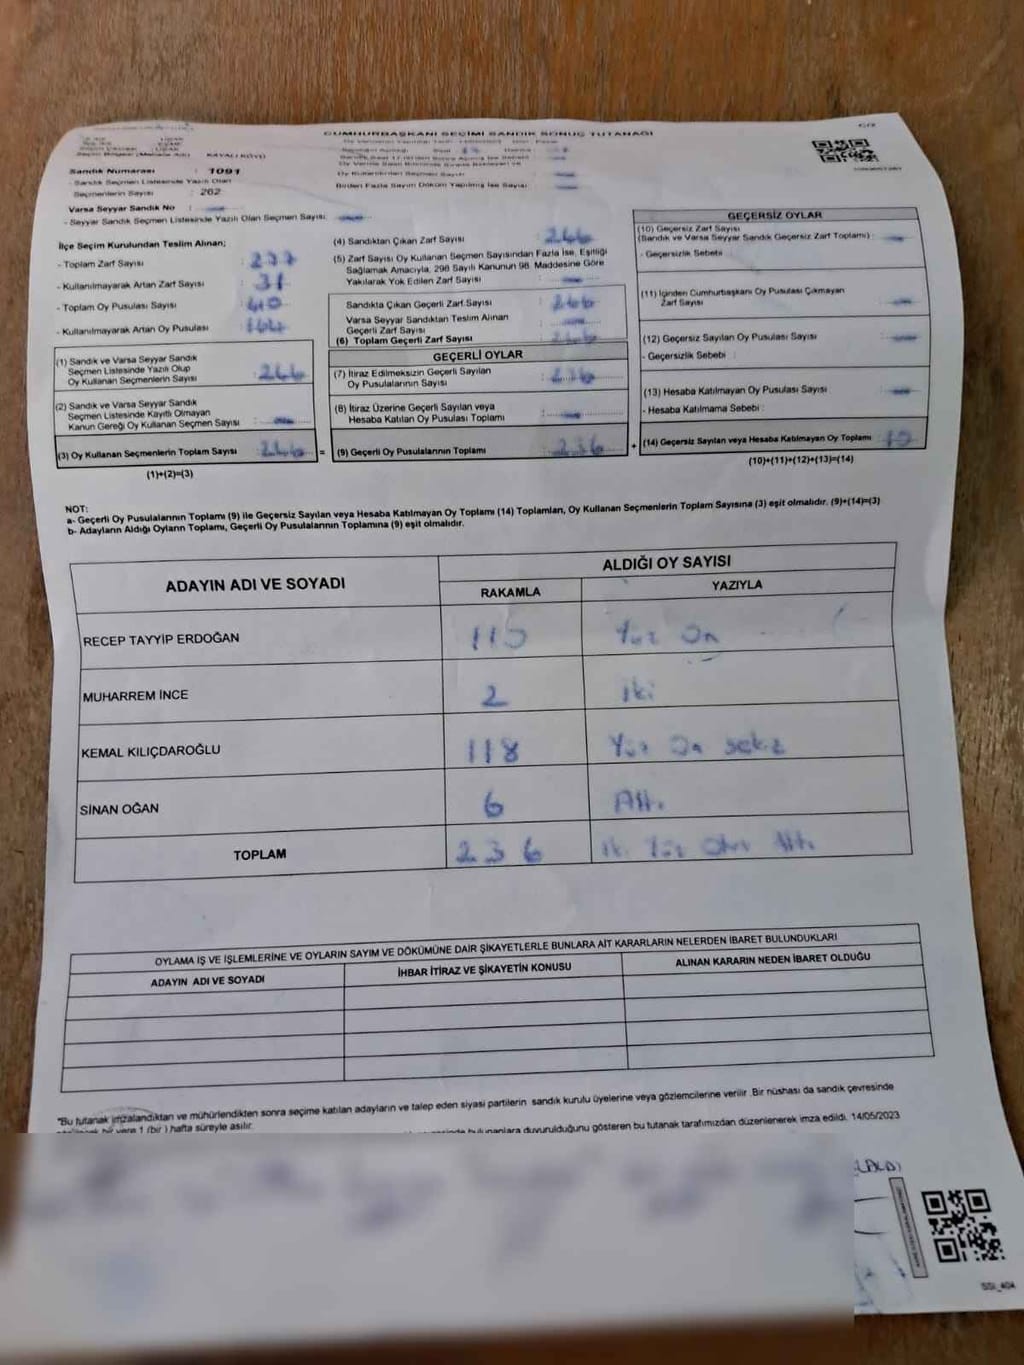 CUMHURBAŞKANI SEÇİMİ SANDIK SONUÇ TUTANAĞI
KAYALI KÖYÜ
Sandık Numarası : 1091
- Sandık Seçmen Listesinde Yazılı Olan
Seçmenlerin Sayısı : 262
Varsa Seyyar Sandık No :
- Seyyar Sandık Seçmen Listesinde Yazılı Olan Seçmen Sayısı :
Oy Kullananların Seçmen Sayısı
Birden Fazla Sayım Döküm Yapılmış İse Sayısı :
İlçe Seçim Kurulundan Teslim Alınan;
- Toplam Zarf Sayısı : 277
- Kullanılmayarak Artan Zarf Sayısı : 31
- Toplam Oy Pusulası Sayısı : 410
- Kullanılmayarak Artan Oy Pusulası : 164
(1) Sandık ve Varsa Seyyar Sandık
Seçmen Listesinde Yazılı Olup
Oy Kullanan Seçmenlerin Sayısı : 246
(2) Sandık ve Varsa Seyyar Sandık
Seçmen Listesinde Kayıtlı Olmayan
Kanun Gereği Oy Kullanan Seçmen Sayısı :
(3) Oy Kullanan Seçmenlerin Toplam Sayısı : 246 =
(1)+(2)=(3)
(4) Sandıktan Çıkan Zarf Sayısı : 246
(5) Zarf Sayısı Oy Kullanan Seçmen Sayısından Fazla İse, Eşitliği
Sağlamak Amacıyla, 298 Sayılı Kanunun 98. Maddesine Göre
Yakılarak Yok Edilen Zarf Sayısı :
Sandıkta Çıkan Geçerli Zarf Sayısı : 246
Varsa Seyyar Sandıktan Teslim Alınan
Geçerli Zarf Sayısı :
(6) Toplam Geçerli Zarf Sayısı : 246
GEÇERLİ OYLAR
(7) İtiraz Edilmeksizin Geçerli Sayılan
Oy Pusulalarının Sayısı : 236
(8) İtiraz Üzerine Geçerli Sayılan veya
Hesaba Katılan Oy Pusulası Toplamı :
(9) Geçerli Oy Pusulalarının Toplamı : 236 +
GEÇERSİZ OYLAR
(10) Geçersiz Zarf Sayısı
(Sandık ve Varsa Seyyar Sandık Geçersiz Zarf Toplamı) :
- Geçersizlik Sebebi :
(11) İçinden Cumhurbaşkanı Oy Pusulası Çıkmayan
Zarf Sayısı :
(12) Geçersiz Sayılan Oy Pusulası Sayısı :
- Geçersizlik Sebebi :
(13) Hesaba Katılmayan Oy Pusulası Sayısı :
- Hesaba Katılmama Sebebi :
(14) Geçersiz Sayılan veya Hesaba Katılmayan Oy Toplamı : 10
(10)+(11)+(12)+(13)=(14)
NOT:
a- Geçerli Oy Pusulalarının Toplamı (9) ile Geçersiz Sayılan veya Hesaba Katılmayan Oy Toplamı (14) Toplamları, Oy Kullanan Seçmenlerin Toplam Sayısına (3) eşit olmalıdır. (9)+(14)=(3)
b- Adayların Aldığı Oyların Toplamı, Geçerli Oy Pusulalarının Toplamına (9) eşit olmalıdır.
ADAYIN ADI VE SOYADI ALDIĞI OY SAYISI
RAKAMLA YAZIYLA
RECEP TAYYİP ERDOĞAN 110 Yüz On
MUHARREM İNCE 2 iki
KEMAL KILIÇDAROĞLU 118 Yüz On sekiz
SİNAN OĞAN 6 Altı
TOPLAM 236 iki Yüz Otuz Altı
OYLAMA İŞ VE İŞLEMLERİNE VE OYLARIN SAYIM VE DÖKÜMÜNE DAİR ŞİKAYETLERLE BUNLARA AİT KARARLARIN NELERDEN İBARET BULUNDUKLARI
ADAYIN ADI VE SOYADI İHBAR İTİRAZ VE ŞİKAYETİN KONUSU ALINAN KARARIN NEDEN İBARET OLDUĞU
"Bu tutanak imzalandıktan ve mühürlendikten sonra seçime katılan adayların ve talep eden siyasi partilerin sandık kurulu üyelerine veya gözlemcilerine verilir .Bir nüshası da sandık çevresinde
bir yere 1 (bir ) hafta süreyle asılır.
bulunanlara duyurulduğunu gösteren bu tutanak tarafımızdan düzenlenerek imza edildi. 14/05/2023